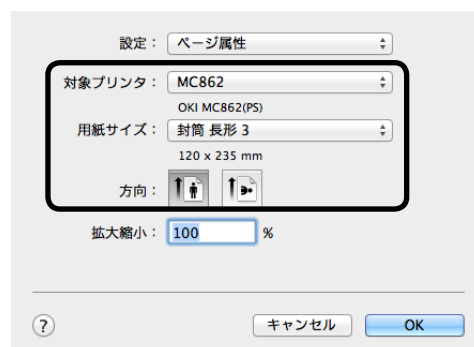 設定： ページ属性
対象プリンタ： MC862
OKI MC862(PS)
用紙サイズ： 封筒 長形 3
120 x 235 mm
方向：
拡大縮小： 100 %
? キャンセル OK